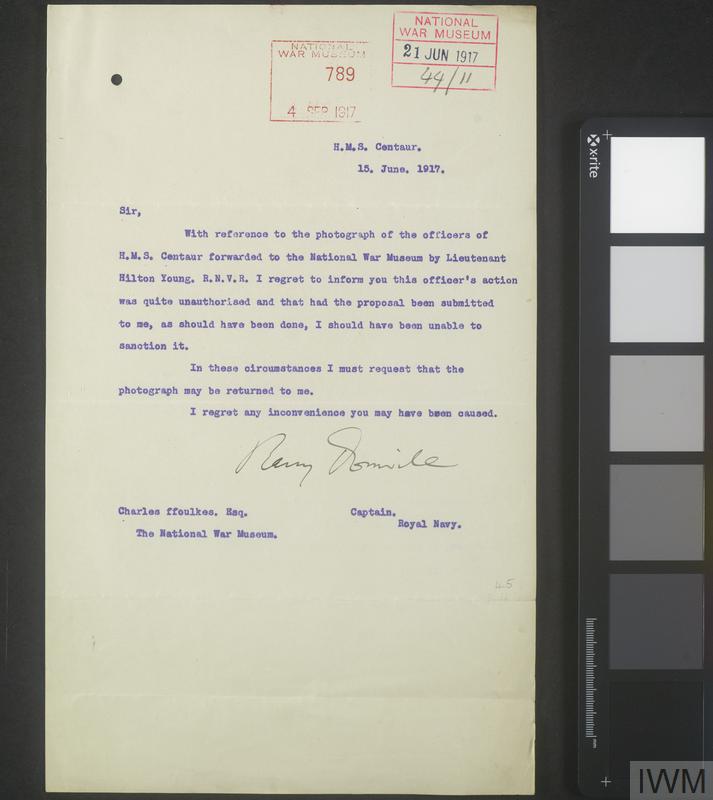 NATIONAL
WAR MUSEUM
21 JUN 1917
44/11
NATIONAL
WAR MUSEUM
789
4 SEP 1917
H.M.S. Centaur.
15. June. 1917.
Sir,
With reference to the photograph of the officers of
H.M.S. Centaur forwarded to the National War Museum by Lieutenant
Hilton Young. R.N.V.R. I regret to inform you this officer's action
was quite unauthorised and that had the proposal been submitted
to me, as should have been done, I should have been unable to
sanction it.
In these circumstances I must request that the
photograph may be returned to me.
I regret any inconvenience you may have been caused.
Barry Domvile
Charles ffoulkes. Esq. Captain.
Royal Navy.
The National War Museum.
45
x-rite
mm
IWM